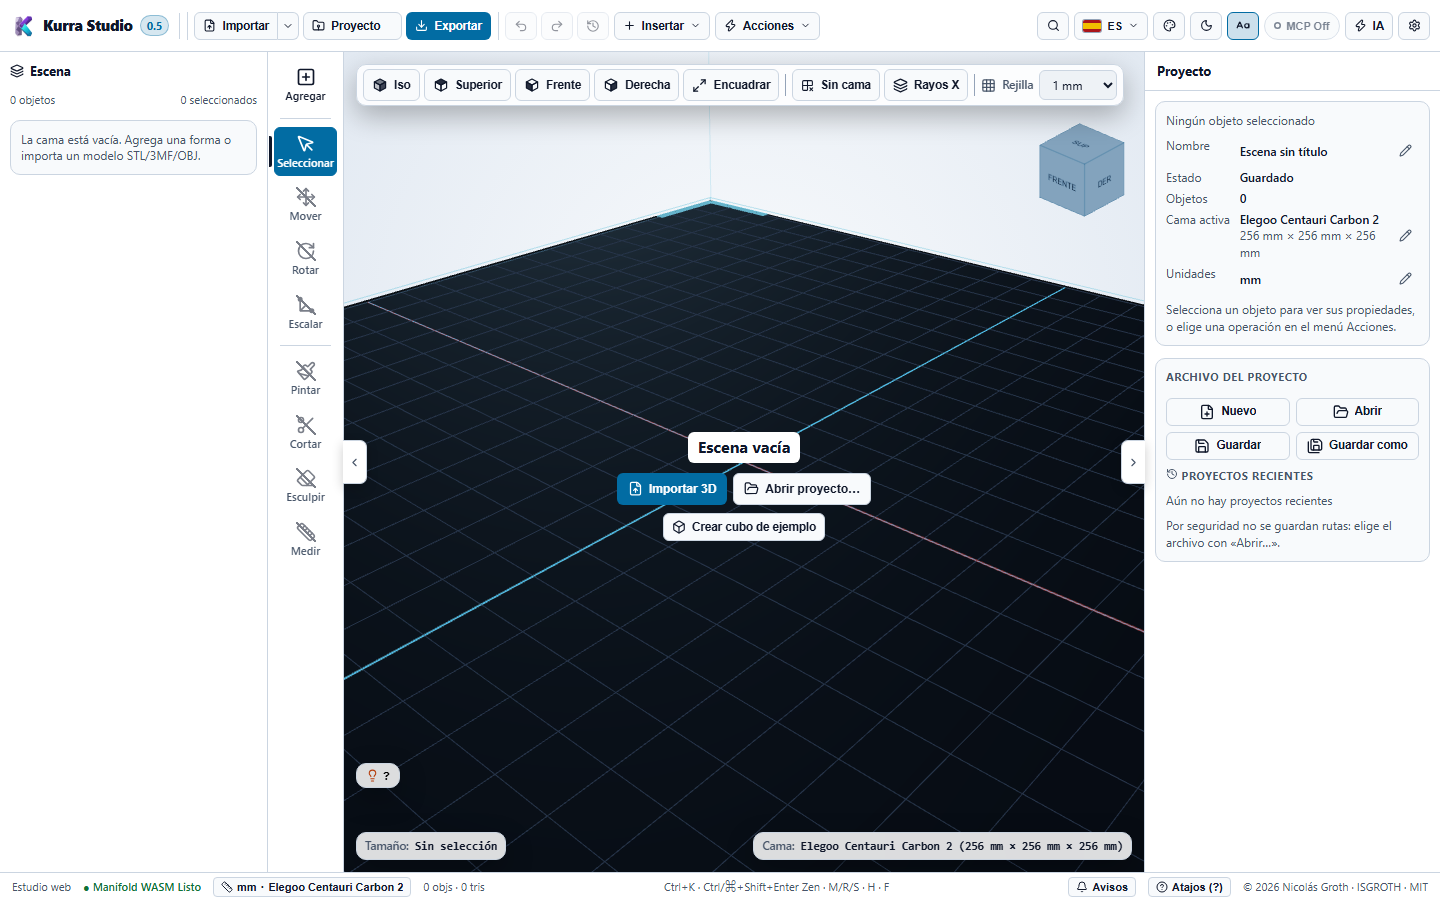 Kurra Studio 0.5
Importar
Proyecto
Exportar
Insertar
Acciones
ES
Aa
MCP Off
IA
Escena
0 objetos
0 seleccionados
La cama está vacía. Agrega una forma o
importa un modelo STL/3MF/OBJ.
Agregar
Seleccionar
Mover
Rotar
Escalar
Pintar
Cortar
Esculpir
Medir
Iso
Superior
Frente
Derecha
Encuadrar
Sin cama
Rayos X
Rejilla
1 mm
SUP
FRENTE
DER
Escena vacía
Importar 3D
Abrir proyecto...
Crear cubo de ejemplo
?
Tamaño: Sin selección
Cama: Elegoo Centauri Carbon 2 (256 mm × 256 mm × 256 mm)
Proyecto
Ningún objeto seleccionado
Nombre
Escena sin título
Estado
Guardado
Objetos
0
Cama activa
Elegoo Centauri Carbon 2
256 mm × 256 mm × 256
mm
Unidades
mm
Selecciona un objeto para ver sus propiedades,
o elige una operación en el menú Acciones.
ARCHIVO DEL PROYECTO
Nuevo
Abrir
Guardar
Guardar como
PROYECTOS RECIENTES
Aún no hay proyectos recientes
Por seguridad no se guardan rutas: elige el
archivo con «Abrir...».
Estudio web
Manifold WASM Listo
mm · Elegoo Centauri Carbon 2
0 objs · 0 tris
Ctrl+K · Ctrl/⌘+Shift+Enter Zen · M/R/S · H · F
Avisos
Atajos (?)
© 2026 Nicolás Groth · ISGROTH · MIT